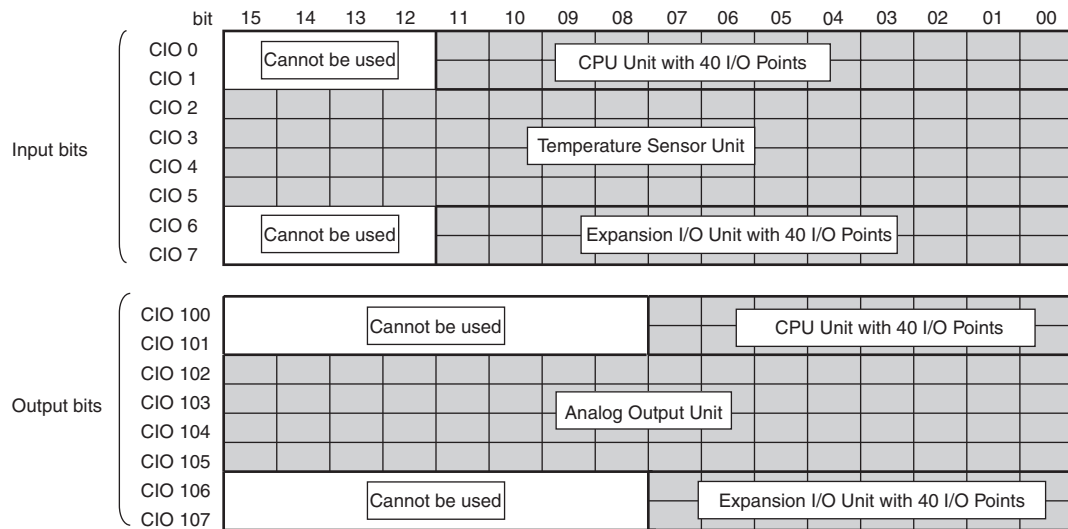 bit 15 14 13 12 11 10 09 08 07 06 05 04 03 02 01 00
Input bits
CIO 0
CIO 1
Cannot be used
CPU Unit with 40 I/O Points
CIO 2
CIO 3
CIO 4
CIO 5
Temperature Sensor Unit
CIO 6
CIO 7
Cannot be used
Expansion I/O Unit with 40 I/O Points
Output bits
CIO 100
CIO 101
Cannot be used
CPU Unit with 40 I/O Points
CIO 102
CIO 103
CIO 104
CIO 105
Analog Output Unit
CIO 106
CIO 107
Cannot be used
Expansion I/O Unit with 40 I/O Points